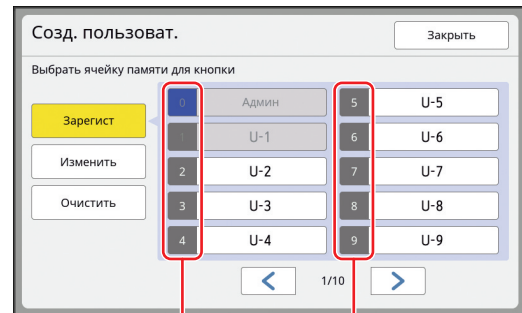 Созд. пользоват.
Закрыть
Выбрать ячейку памяти для кнопки
Зарегист
Изменить
Очистить
0 Админ
1 U-1
2 U-2
3 U-3
4 U-4
5 U-5
6 U-6
7 U-7
8 U-8
9 U-9
< 1/10 >